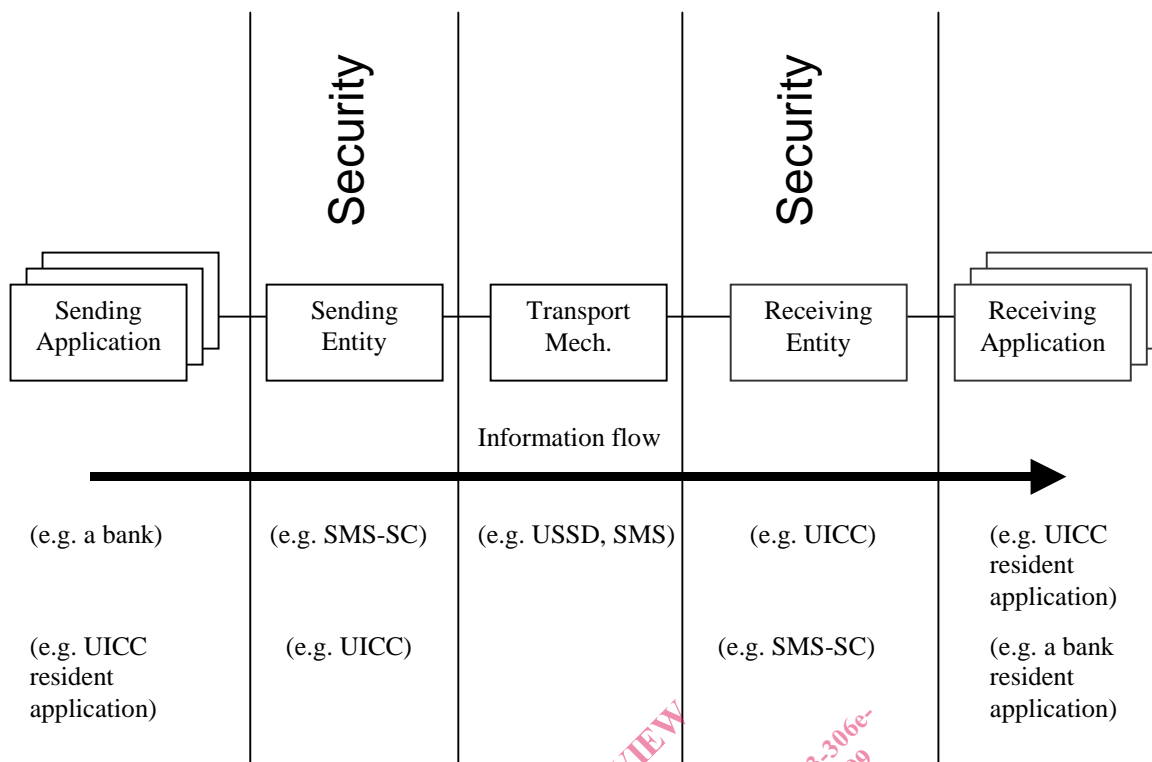 Security
Security
Sending
Application
Sending
Entity
Transport
Mech.
Receiving
Entity
Receiving
Application
Information flow
(e.g. a bank)
(e.g. SMS-SC)
(e.g. USSD, SMS)
(e.g. UICC)
(e.g. UICC
resident
application)
(e.g. UICC
resident
application)
(e.g. UICC)
(e.g. SMS-SC)
(e.g. a bank
resident
application)